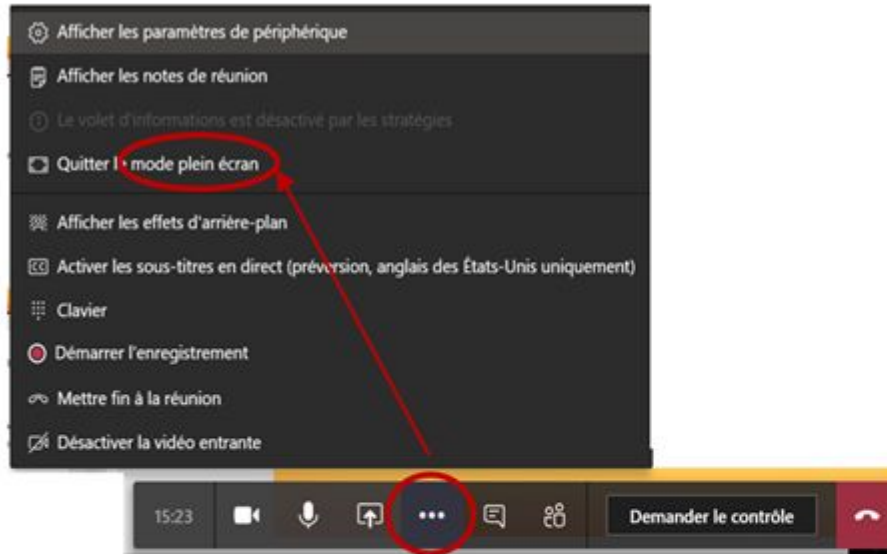 Afficher les paramètres de périphérique
Afficher les notes de réunion
Le volet d'informations est désactivé par les stratégies
Quitter le mode plein écran
Afficher les effets d'arrière-plan
CC Activer les sous-titres en direct (préversion, anglais des États-Unis uniquement)
Clavier
Démarrer l'enregistrement
Mettre fin à la réunion
Désactiver la vidéo entrante
15:23 Demander le contrôle